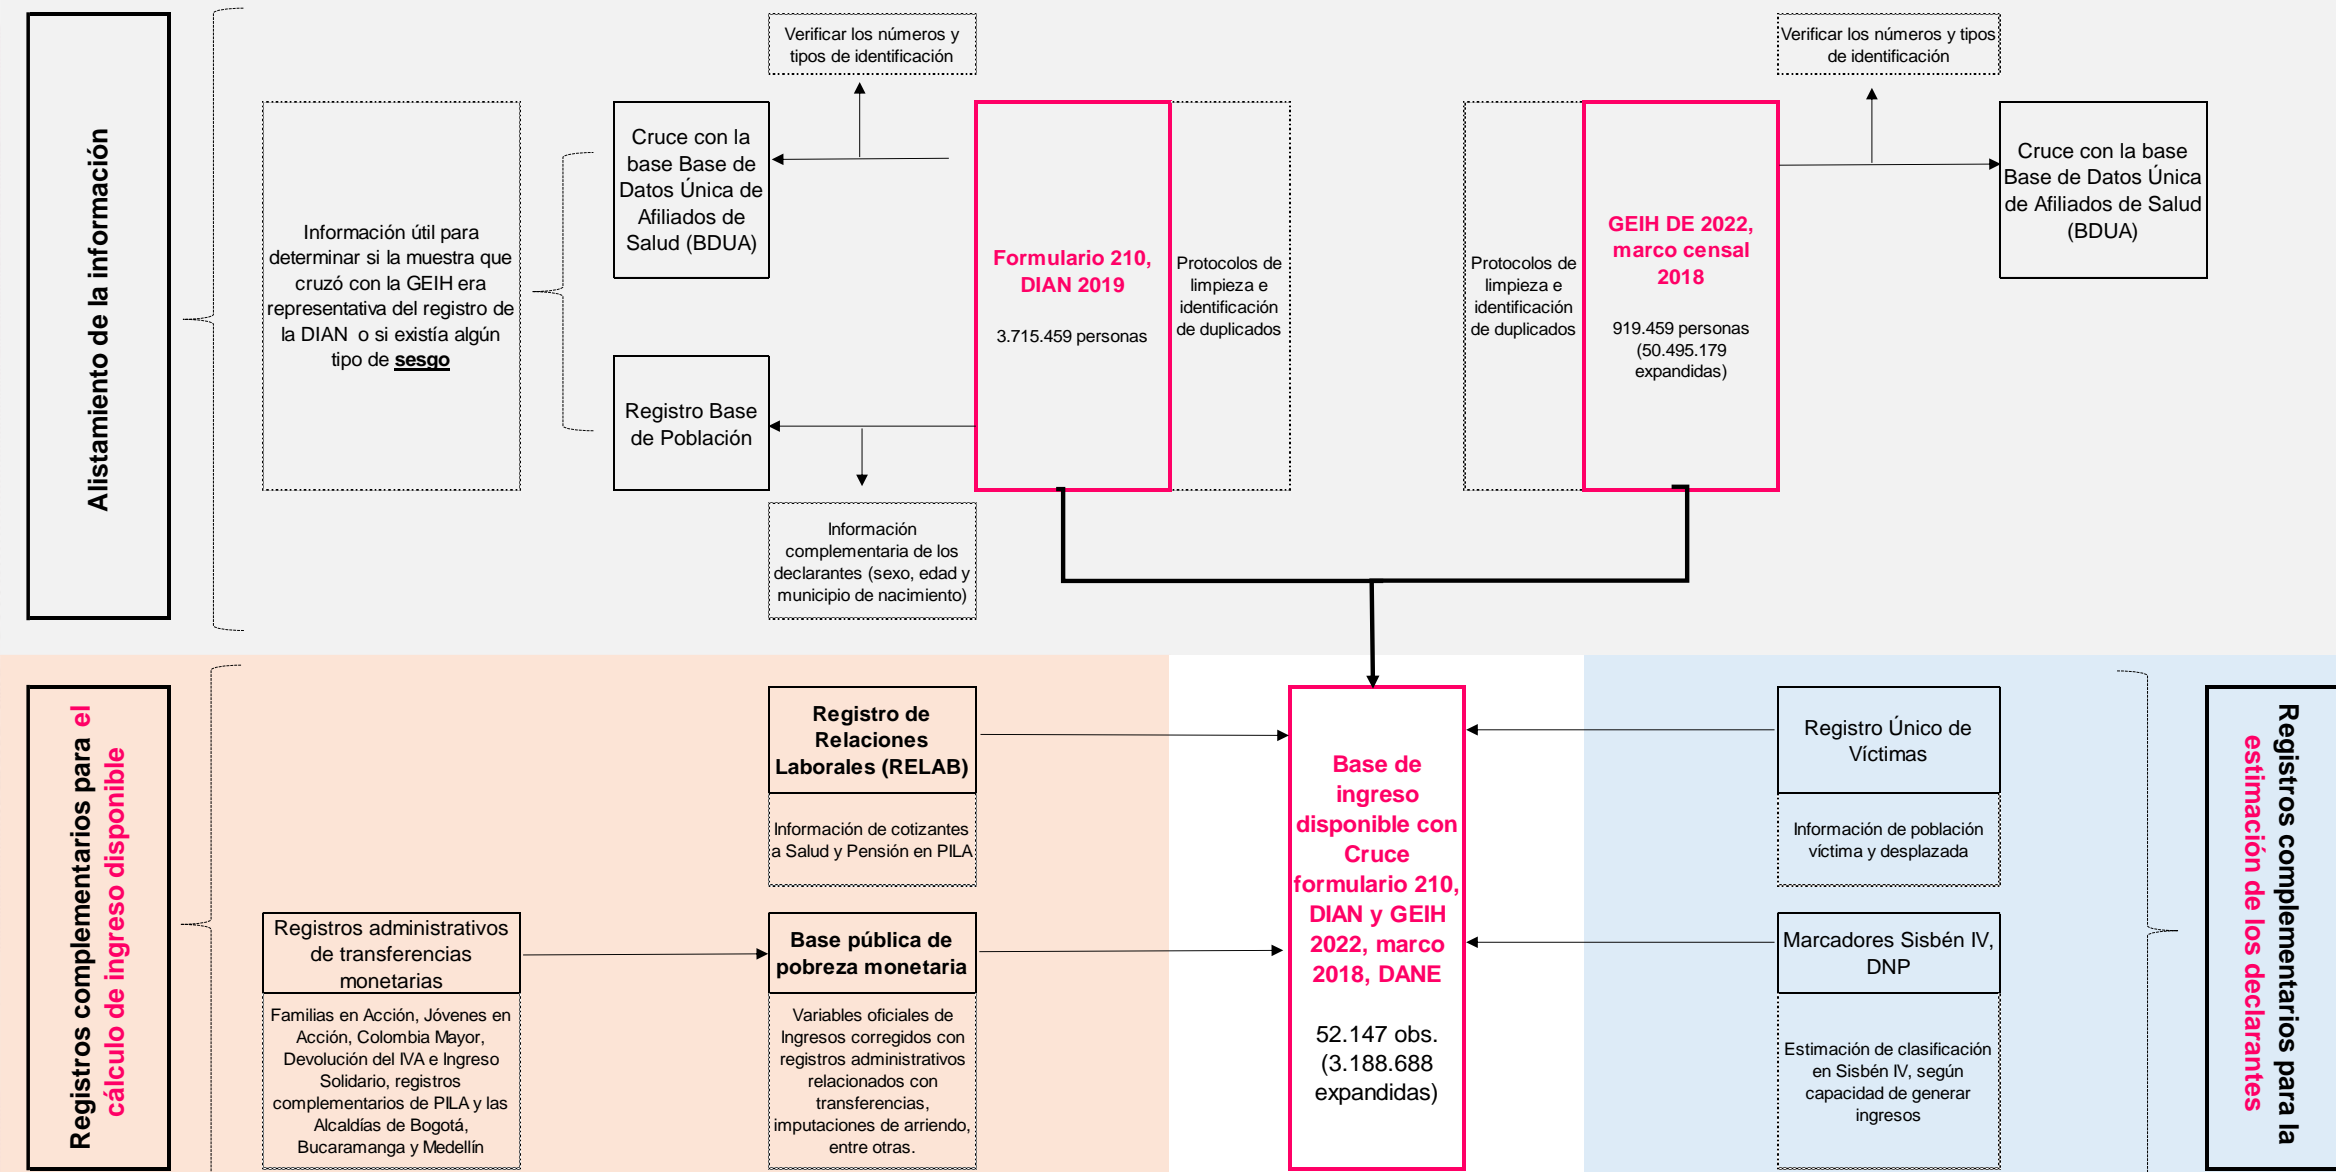 Alistamiento de la información
Información útil para
determinar si la muestra que
cruzó con la GEIH era
representativa del registro de
la DIAN o si existía algún
tipo de sesgo
Cruce con la
base Base de
Datos Única de
Afiliados de
Salud (BDUA)
Registro Base
de Población
Verificar los números y
tipos de identificación
Información
complementaria de los
declarantes (sexo, edad y
municipio de nacimiento)
Formulario 210,
DIAN 2019
3.715.459 personas
Protocolos de
limpieza e
identificación
de duplicados
Protocolos de
limpieza e
identificación
de duplicados
GEIH DE 2022,
marco censal
2018
919.459 personas
(50.495.179
expandidas)
Verificar los números y tipos
de identificación
Cruce con la base
Base de Datos Única
de Afiliados de Salud
(BDUA)
Registros complementarios para el
cálculo de ingreso disponible
Registros administrativos
de transferencias
monetarias
Familias en Acción, Jóvenes en
Acción, Colombia Mayor,
Devolución del IVA e Ingreso
Solidario, registros
complementarios de PILA y las
Alcaldías de Bogotá,
Bucaramanga y Medellín
Registro de
Relaciones
Laborales (RELAB)
Información de cotizantes
a Salud y Pensión en PILA
Base pública de
pobreza monetaria
Variables oficiales de
Ingresos corregidos con
registros administrativos
relacionados con
transferencias,
imputaciones de arriendo,
entre otras.
Base de
ingreso
disponible con
Cruce
formulario 210,
DIAN y GEIH
2022, marco
2018, DANE
52.147 obs.
(3.188.688
expandidas)
Registro Único de
Víctimas
Información de población
víctima y desplazada
Marcadores Sisbén IV,
DNP
Estimación de clasificación
en Sisbén IV, según
capacidad de generar
ingresos
Registros complementarios para la
estimación de los declarantes